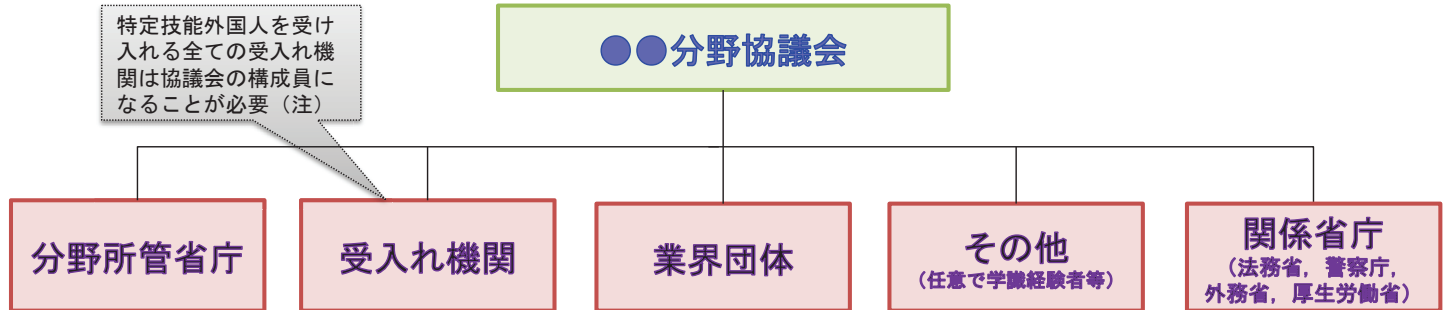 特定技能外国人を受け
入れる全ての受入れ機
関は協議会の構成員に
なることが必要（注）
●●分野協議会
分野所管省庁
受入れ機関
業界団体
その他
（任意で学識経験者等）
関係省庁
（法務省，警察庁，
外務省，厚生労働省）